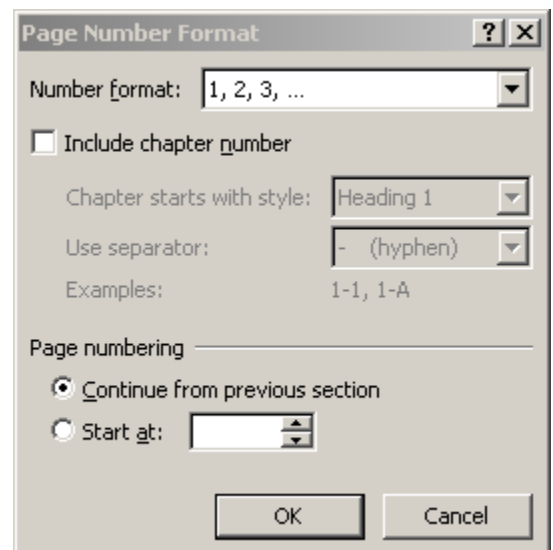 Page Number Format ? X
Number format: 1, 2, 3, ...
Include chapter number
Chapter starts with style: Heading 1
Use separator: - (hyphen)
Examples: 1-1, 1-A
Page numbering
Continue from previous section
Start at:
OK Cancel